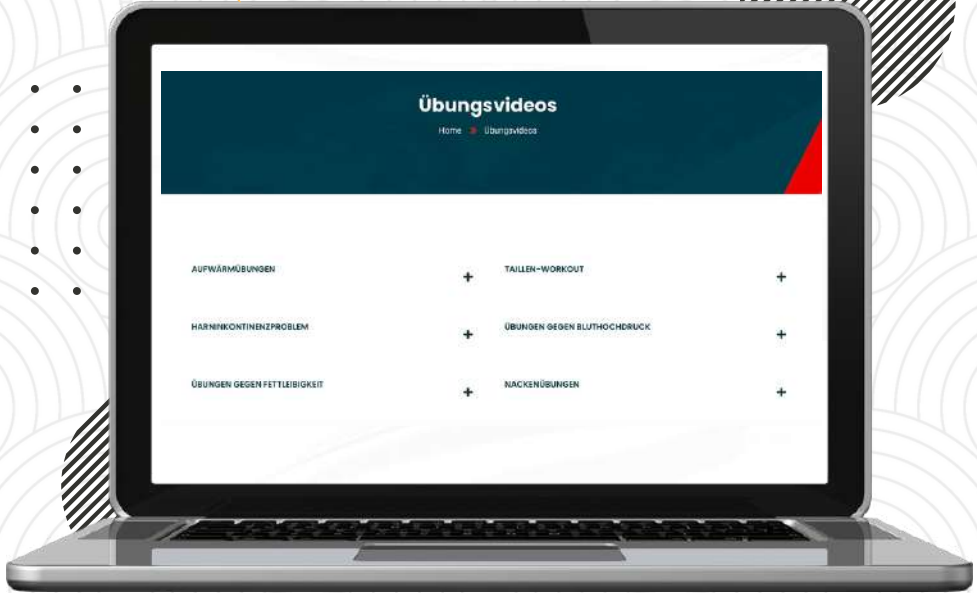 Übungsvideos
Home » Übungsvideos
AUFWÄRMÜBUNGEN
TAILLEN-WORKOUT
HARNINKONTINENZPROBLEM
ÜBUNGEN GEGEN BLUTHOCHDRUCK
ÜBUNGEN GEGEN FETTLEIBIGKEIT
NACKENÜBUNGEN